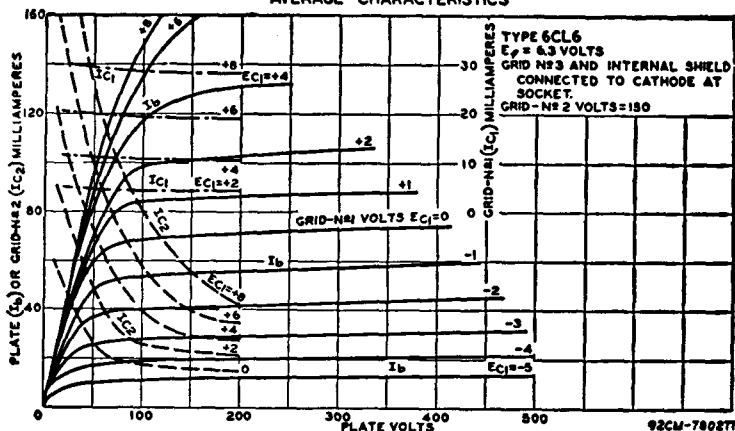 AVERAGE CHARACTERISTICS
TYPE 6CL6
Ef = 6.3 VOLTS
GRID Nº3 AND INTERNAL SHIELD
CONNECTED TO CATHODE AT
SOCKET.
GRID-Nº2 VOLTS=150
PLATE (Ib) OR GRID-Nº2 (IC2) MILLIAMPERES
160
120
80
40
0
GRID-Nº1 (IC1) MILLIAMPERES
30
20
10
0
+8
+6
IC1
+8
EC1=+4
Ib
+6
+2
+4
IC1
EC1=+2
+1
IC2
GRID-Nº1 VOLTS EC1=0
Ib
-1
EC1=+8
-2
+6
IC2
+4
-3
+2
-4
0
Ib
EC1=-5
100
200
300
400
500
PLATE VOLTS
92CM-7802T